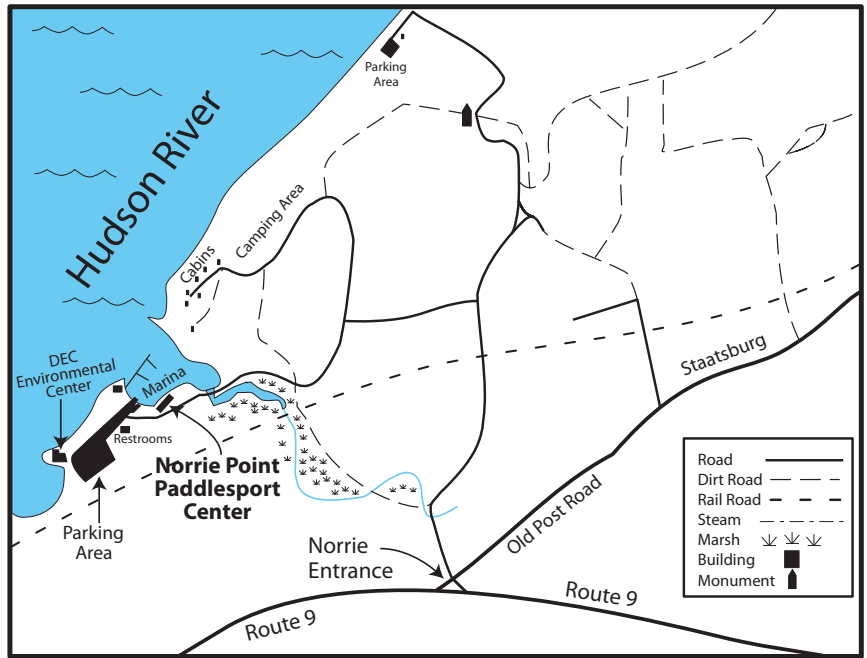 Parking
Area
Hudson River
Camping Area
Cabins
DEC
Environmental
Center
Marina
Restrooms
Norrie Point
Paddlesport
Center
Parking
Area
Staatsburg
Old Post Road
Norrie
Entrance
Route 9
Route 9
Road
Dirt Road
Rail Road
Steam
Marsh
Building
Monument